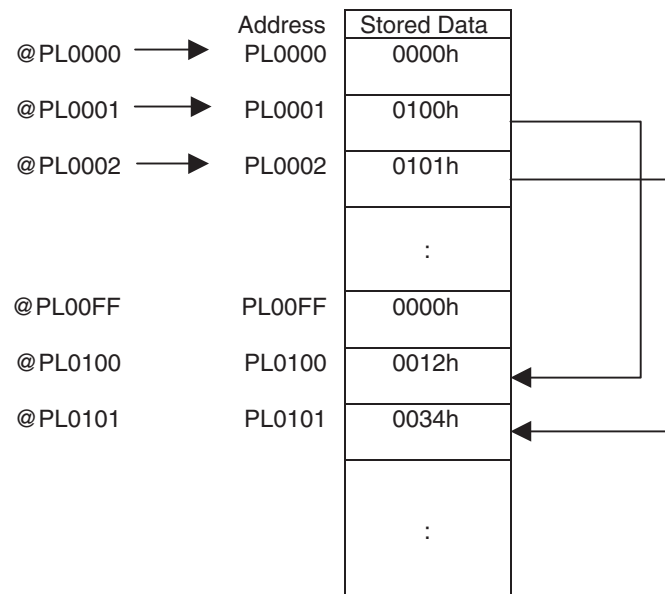 Address Stored Data
@PL0000 PL0000 0000h
@PL0001 PL0001 0100h
@PL0002 PL0002 0101h
:
@PL00FF PL00FF 0000h
@PL0100 PL0100 0012h
@PL0101 PL0101 0034h
: